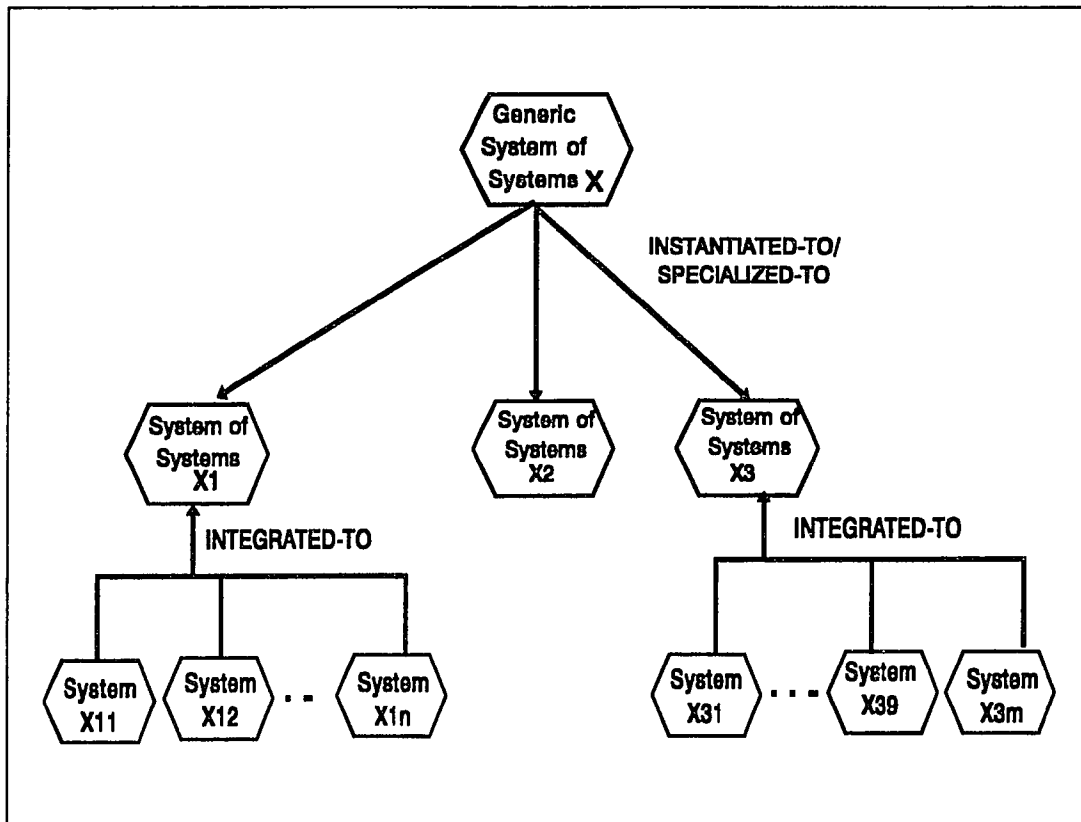 Generic
System of
Systems X
INSTANTIATED-TO/
SPECIALIZED-TO
System of
Systems
X1
System of
Systems
X2
System of
Systems
X3
INTEGRATED-TO
INTEGRATED-TO
System
X11
System
X12
- -
System
X1n
System
X31
- - -
System
X39
System
X3m